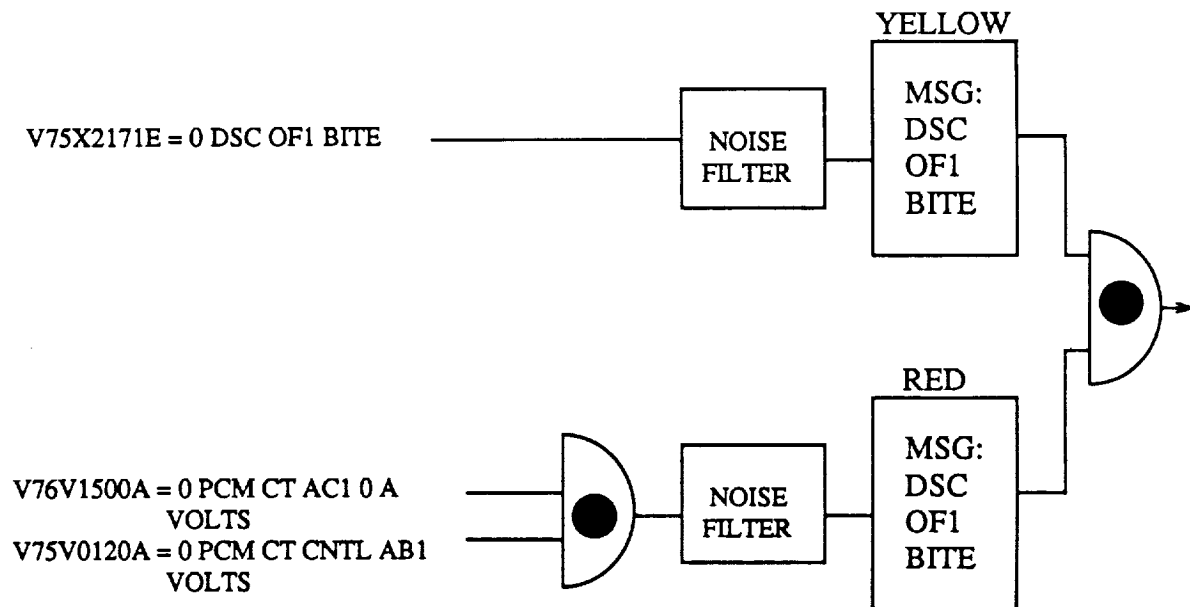 YELLOW
MSG:
DSC
OF1
BITE
V75X2171E = 0 DSC OF1 BITE
NOISE
FILTER
RED
MSG:
DSC
OF1
BITE
V76V1500A = 0 PCM CT AC1 0 A
VOLTS
V75V0120A = 0 PCM CT CNTL AB1
VOLTS
NOISE
FILTER